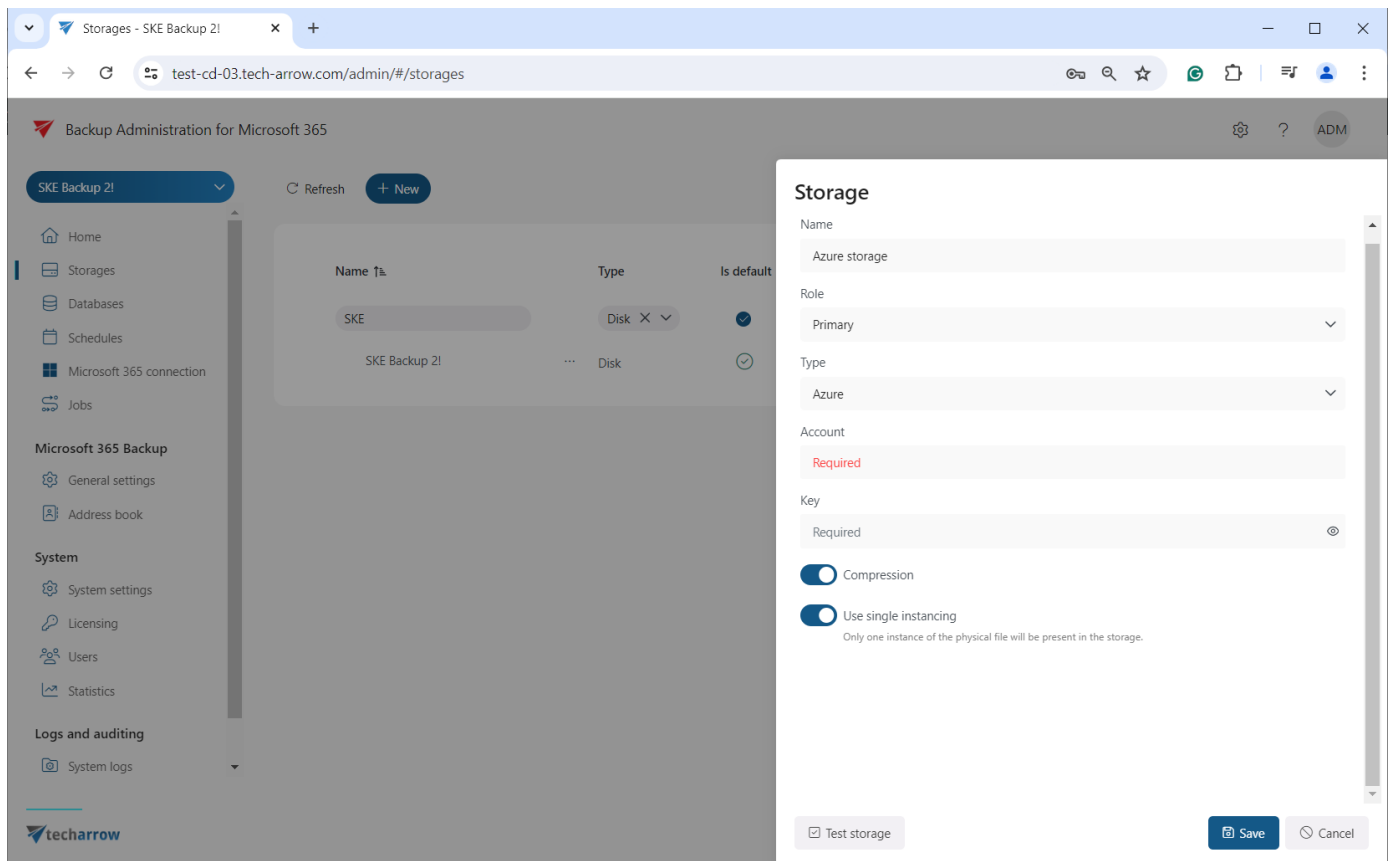 Storages - SKE Backup 2!
test-cd-03.tech-arrow.com/admin/#/storages
Backup Administration for Microsoft 365
ADM
SKE Backup 2!
Refresh
New
Home
Storages
Databases
Schedules
Microsoft 365 connection
Jobs
Microsoft 365 Backup
General settings
Address book
System
System settings
Licensing
Users
Statistics
Logs and auditing
System logs
techarrow
Name Type Is default
SKE Disk
SKE Backup 2! ... Disk
Storage
Name
Azure storage
Role
Primary
Type
Azure
Account
Required
Key
Required
Compression
Use single instancing
Only one instance of the physical file will be present in the storage.
Test storage
Save
Cancel